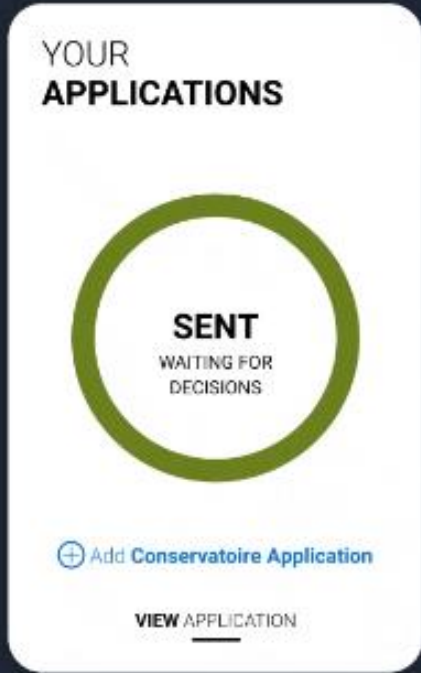 YOUR
APPLICATIONS
SENT
WAITING FOR
DECISIONS
Add Conservatoire Application
VIEW APPLICATION